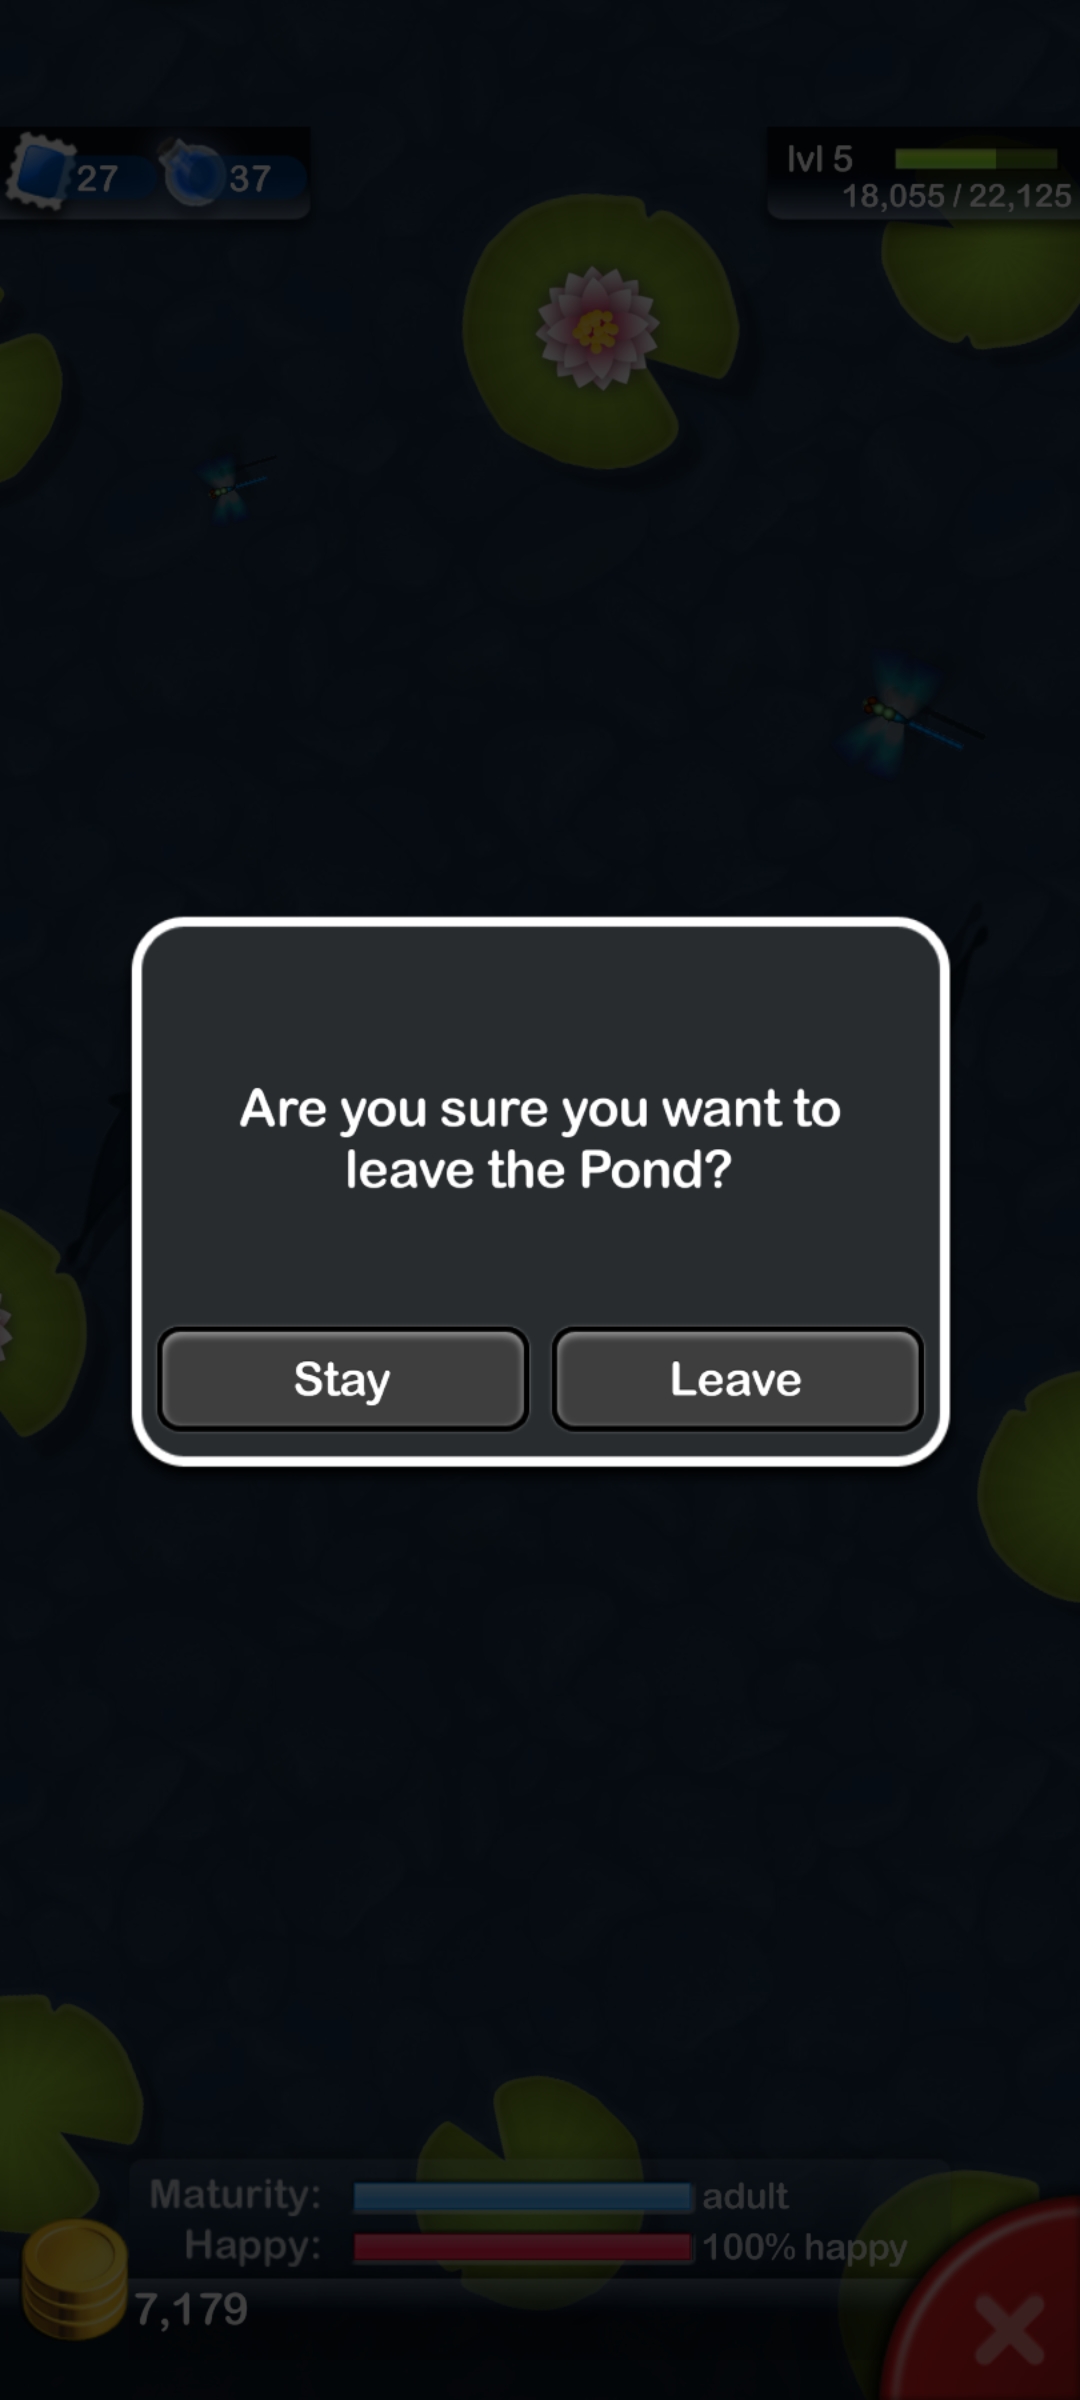 27
37
lvl 5
18,055 / 22,125
Are you sure you want to
leave the Pond?
Stay
Leave
Maturity:
adult
Happy:
100% happy
7,179